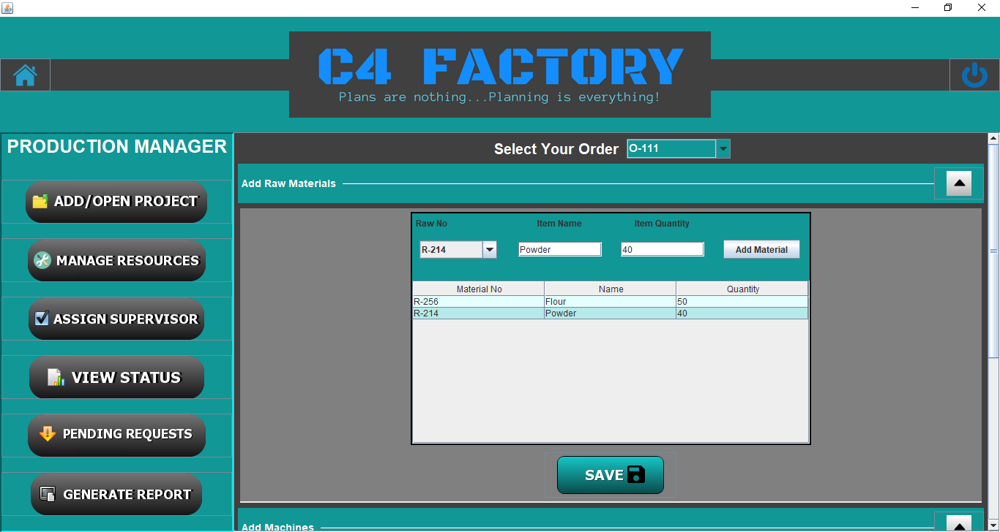 C4 FACTORY
Plans are nothing...Planning is everything!
PRODUCTION MANAGER
ADD/OPEN PROJECT
MANAGE RESOURCES
ASSIGN SUPERVISOR
VIEW STATUS
PENDING REQUESTS
GENERATE REPORT
Select Your Order O-111
Add Raw Materials
Raw No Item Name Item Quantity
R-214 Powder 40 Add Material
Material No Name Quantity
R-256 Flour 50
R-214 Powder 40
SAVE
Add Machines